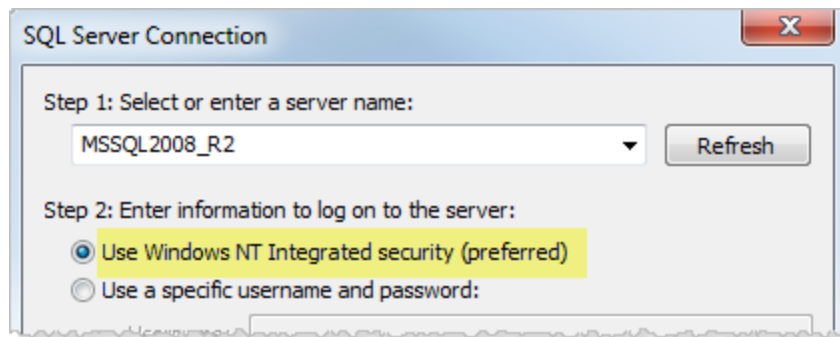 SQL Server Connection
Step 1: Select or enter a server name:
MSSQL2008_R2
Refresh
Step 2: Enter information to log on to the server:
Use Windows NT Integrated security (preferred)
Use a specific username and password: